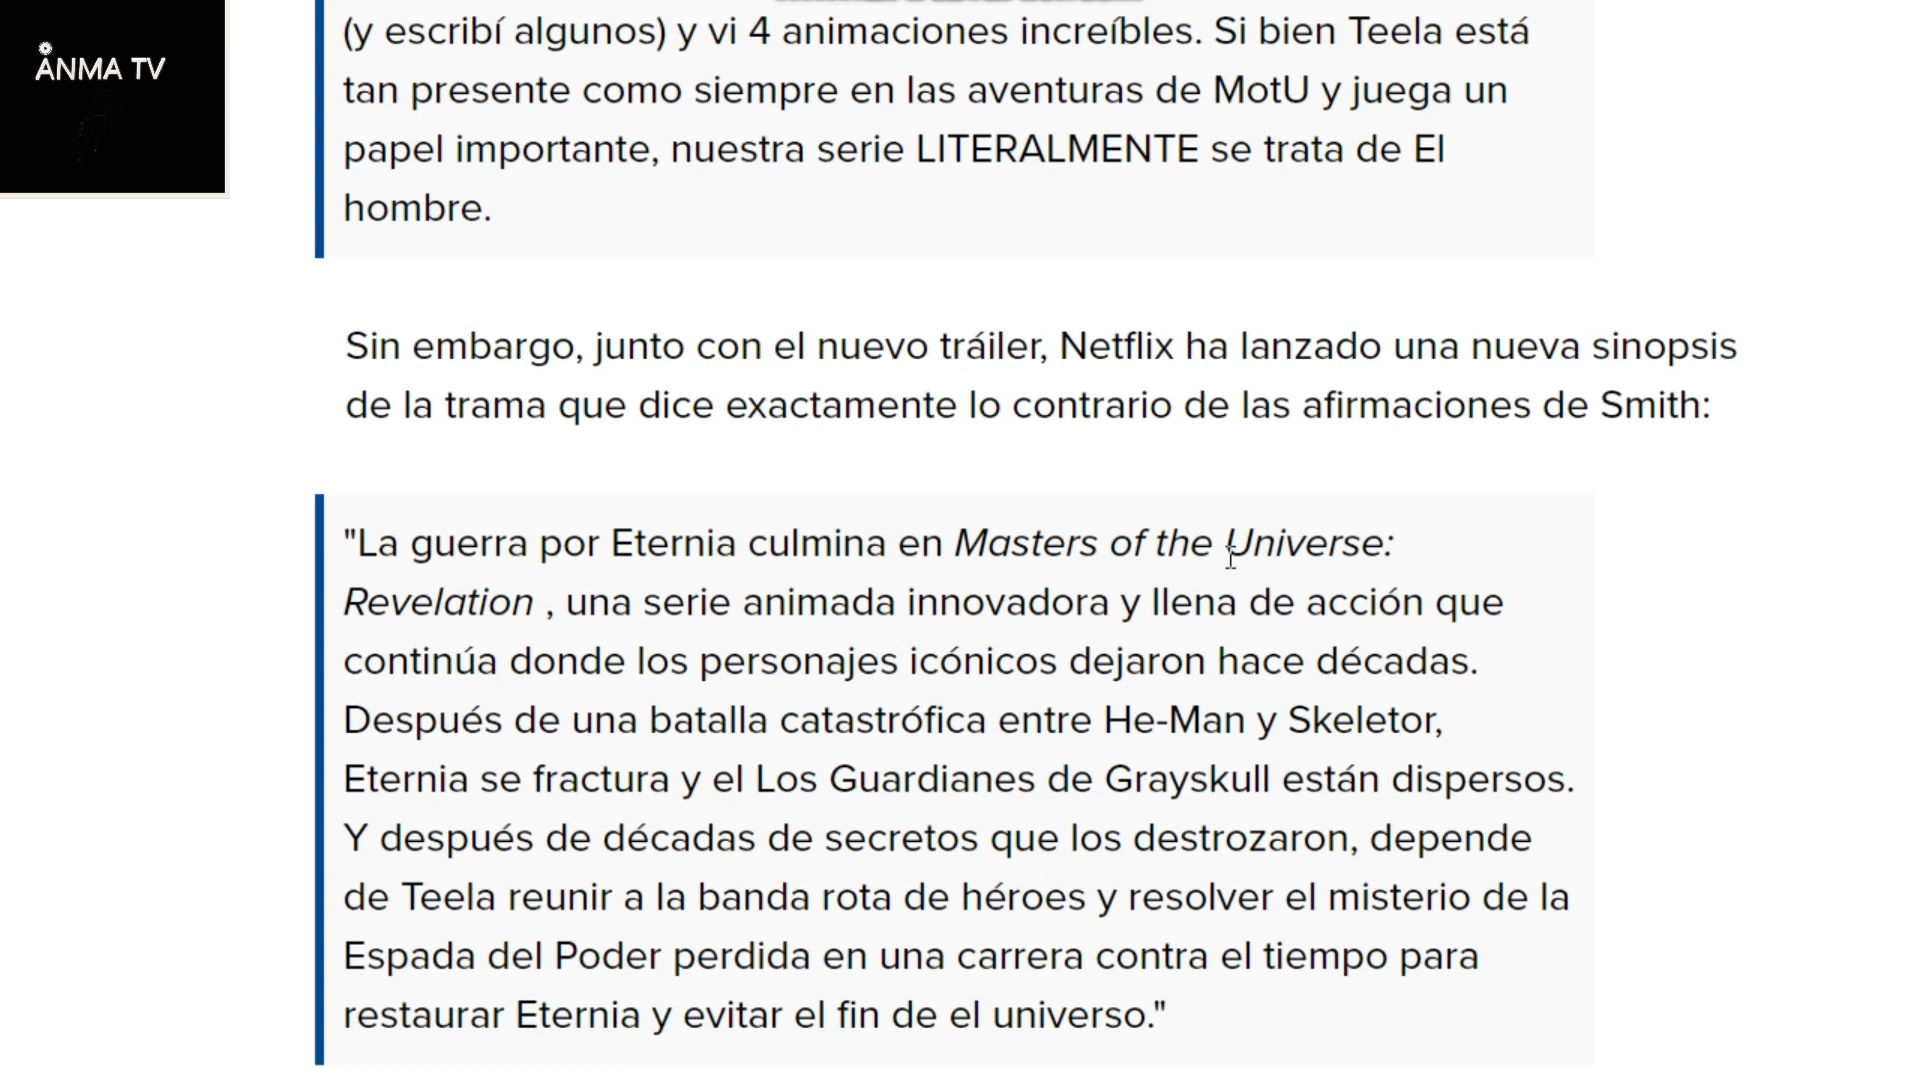 ANMA TV
(y escribí algunos) y vi 4 animaciones increíbles. Si bien Teela está
tan presente como siempre en las aventuras de MotU y juega un
papel importante, nuestra serie LITERALMENTE se trata de El
hombre.
Sin embargo, junto con el nuevo tráiler, Netflix ha lanzado una nueva sinopsis
de la trama que dice exactamente lo contrario de las afirmaciones de Smith:
"La guerra por Eternia culmina en Masters of the Universe:
Revelation , una serie animada innovadora y llena de acción que
continúa donde los personajes icónicos dejaron hace décadas.
Después de una batalla catastrófica entre He-Man y Skeletor,
Eternia se fractura y el Los Guardianes de Grayskull están dispersos.
Y después de décadas de secretos que los destrozaron, depende
de Teela reunir a la banda rota de héroes y resolver el misterio de la
Espada del Poder perdida en una carrera contra el tiempo para
restaurar Eternia y evitar el fin de el universo."